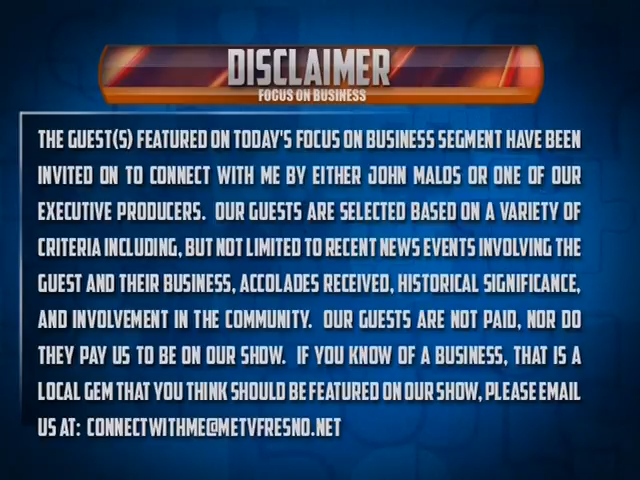 DISCLAIMER
FOCUS ON BUSINESS
THE GUEST(S) FEATURED ON TODAY'S FOCUS ON BUSINESS SEGMENT HAVE BEEN
INVITED ON TO CONNECT WITH ME BY EITHER JOHN MALOS OR ONE OF OUR
EXECUTIVE PRODUCERS. OUR GUESTS ARE SELECTED BASED ON A VARIETY OF
CRITERIA INCLUDING, BUT NOT LIMITED TO RECENT NEWS EVENTS INVOLVING THE
GUEST AND THEIR BUSINESS, ACCOLADES RECEIVED, HISTORICAL SIGNIFICANCE,
AND INVOLVEMENT IN THE COMMUNITY. OUR GUESTS ARE NOT PAID, NOR DO
THEY PAY US TO BE ON OUR SHOW. IF YOU KNOW OF A BUSINESS, THAT IS A
LOCAL GEM THAT YOU THINK SHOULD BE FEATURED ON OUR SHOW, PLEASE EMAIL
US AT: CONNECTWITHME@METVFRESNO.NET